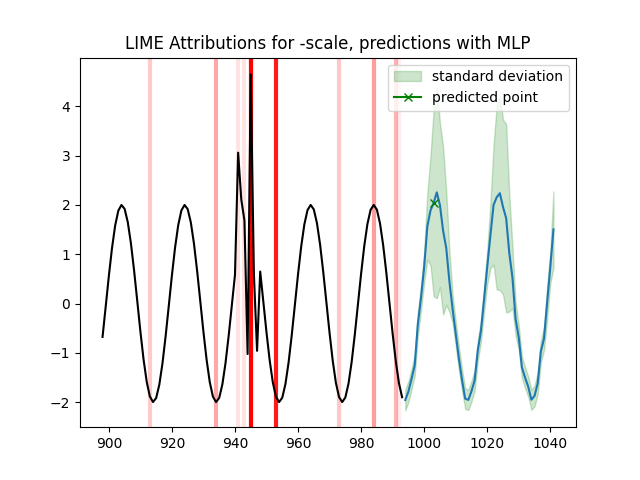 LIME Attributions for -scale, predictions with MLP
standard deviation
predicted point
4
3
2
1
0
−1
−2
900 920 940 960 980 1000 1020 1040